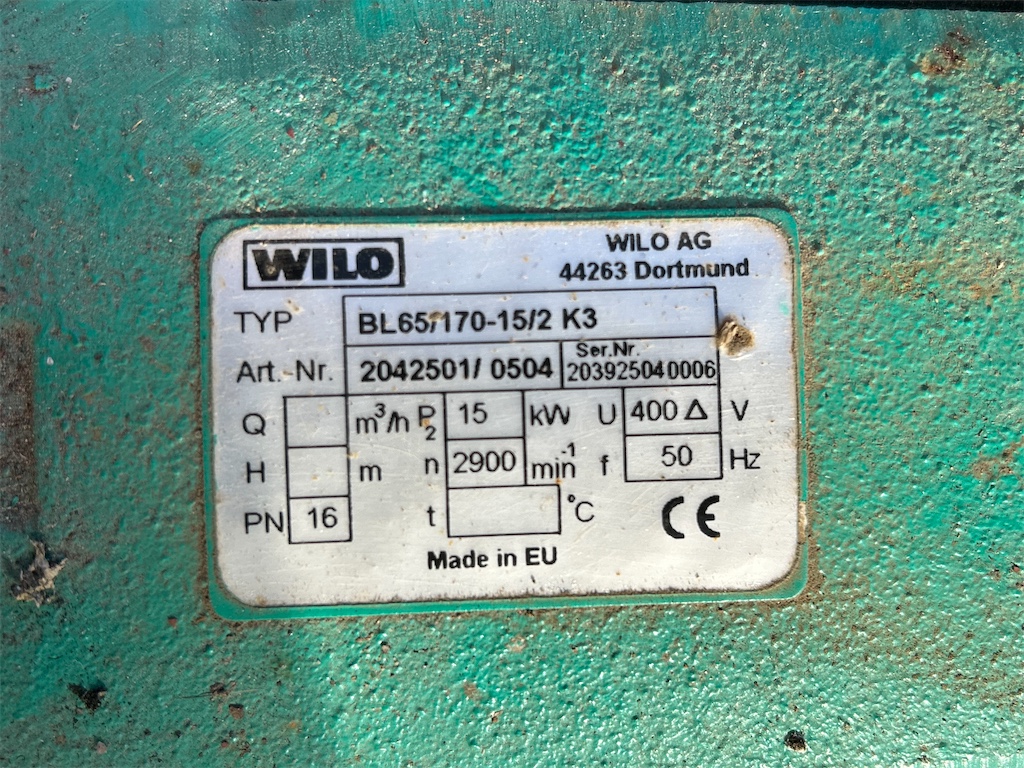 WILO
WILO AG
44263 Dortmund
TYP BL65/170-15/2 K3
Art.-Nr. 2042501/ 0504 Ser.Nr. 203925040006
Q m³/h P₂ 15 kW U 400 Δ V
H m n 2900 min⁻¹ f 50 Hz
PN 16 t °C CE
Made in EU